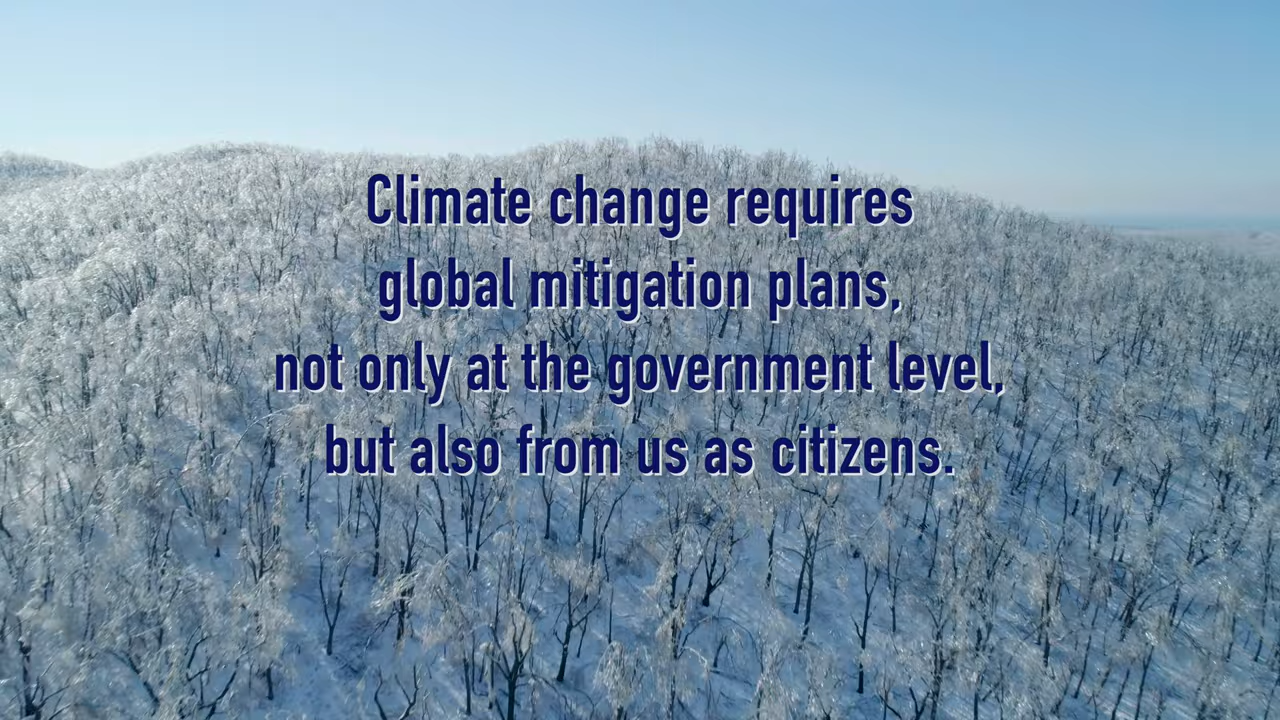 Climate change requires
global mitigation plans,
not only at the government level,
but also from us as citizens.